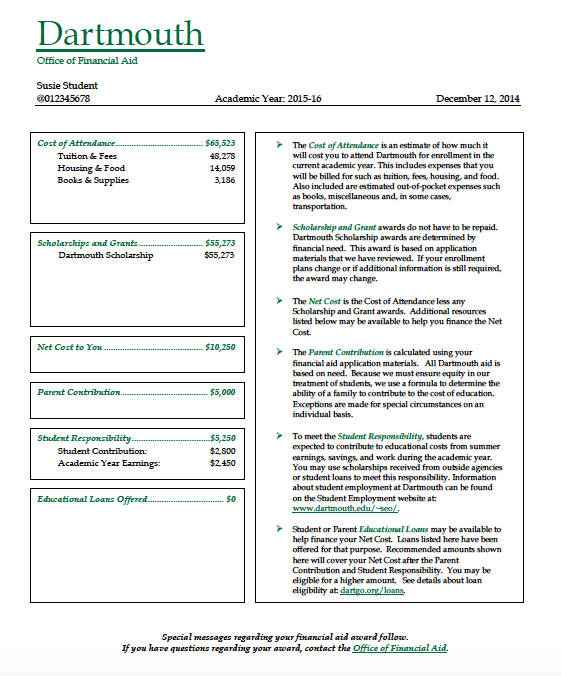 Dartmouth
Office of Financial Aid
Susie Student
@012345678 Academic Year: 2015-16 December 12, 2014
Cost of Attendance.............................. $65,523
Tuition & Fees 48,278
Housing & Food 14,059
Books & Supplies 3,186
Scholarships and Grants...................... $55,273
Dartmouth Scholarship $55,273
Net Cost to You .................................. $10,250
Parent Contribution ............................. $5,000
Student Responsibility..........................$5,250
Student Contribution: $2,800
Academic Year Earnings: $2,450
Educational Loans Offered.......................... $0
➢ The Cost of Attendance is an estimate of how much it
will cost you to attend Dartmouth for enrollment in the
current academic year. This includes expenses that you
will be billed for such as tuition, fees, housing, and food.
Also included are estimated out-of-pocket expenses such
as books, miscellaneous and, in some cases,
transportation.
➢ Scholarship and Grant awards do not have to be repaid.
Dartmouth Scholarship awards are determined by
financial need. This award is based on application
materials that we have reviewed. If your enrollment
plans change or if additional information is still required,
the award may change.
➢ The Net Cost is the Cost of Attendance less any
Scholarship and Grant awards. Additional resources
listed below may be available to help you finance the Net
Cost.
➢ The Parent Contribution is calculated using your
financial aid application materials. All Dartmouth aid is
based on need. Because we must ensure equity in our
treatment of students, we use a formula to determine the
ability of a family to contribute to the cost of education.
Exceptions are made for special circumstances on an
individual basis.
➢ To meet the Student Responsibility, students are
expected to contribute to educational costs from summer
earnings, savings, and work during the academic year.
You may use scholarships received from outside agencies
or student loans to meet this responsibility. Information
about student employment at Dartmouth can be found
on the Student Employment website at:
www.dartmouth.edu/~seo/.
➢ Student or Parent Educational Loans may be available to
help finance your Net Cost. Loans listed here have been
offered for that purpose. Recommended amounts shown
here will cover your Net Cost after the Parent
Contribution and Student Responsibility. You may be
eligible for a higher amount. See details about loan
eligibility at: dartgo.org/loans.
Special messages regarding your financial aid award follow.
If you have questions regarding your award, contact the Office of Financial Aid.